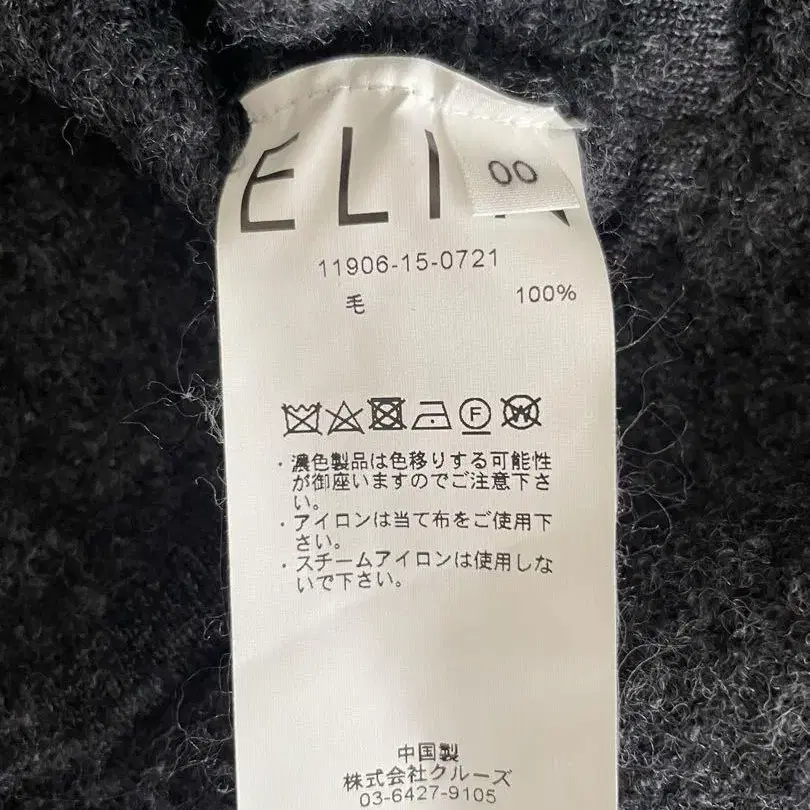 ELI
00
11906-15-0721
毛 100%
F
W
・濃色製品は色移りする可能性
が御座いますのでご注意下さ
い。
・アイロンは当て布をご使用下
さい。
・スチームアイロンは使用しな
いで下さい。
中国製
株式会社クルーズ
03-6427-9105